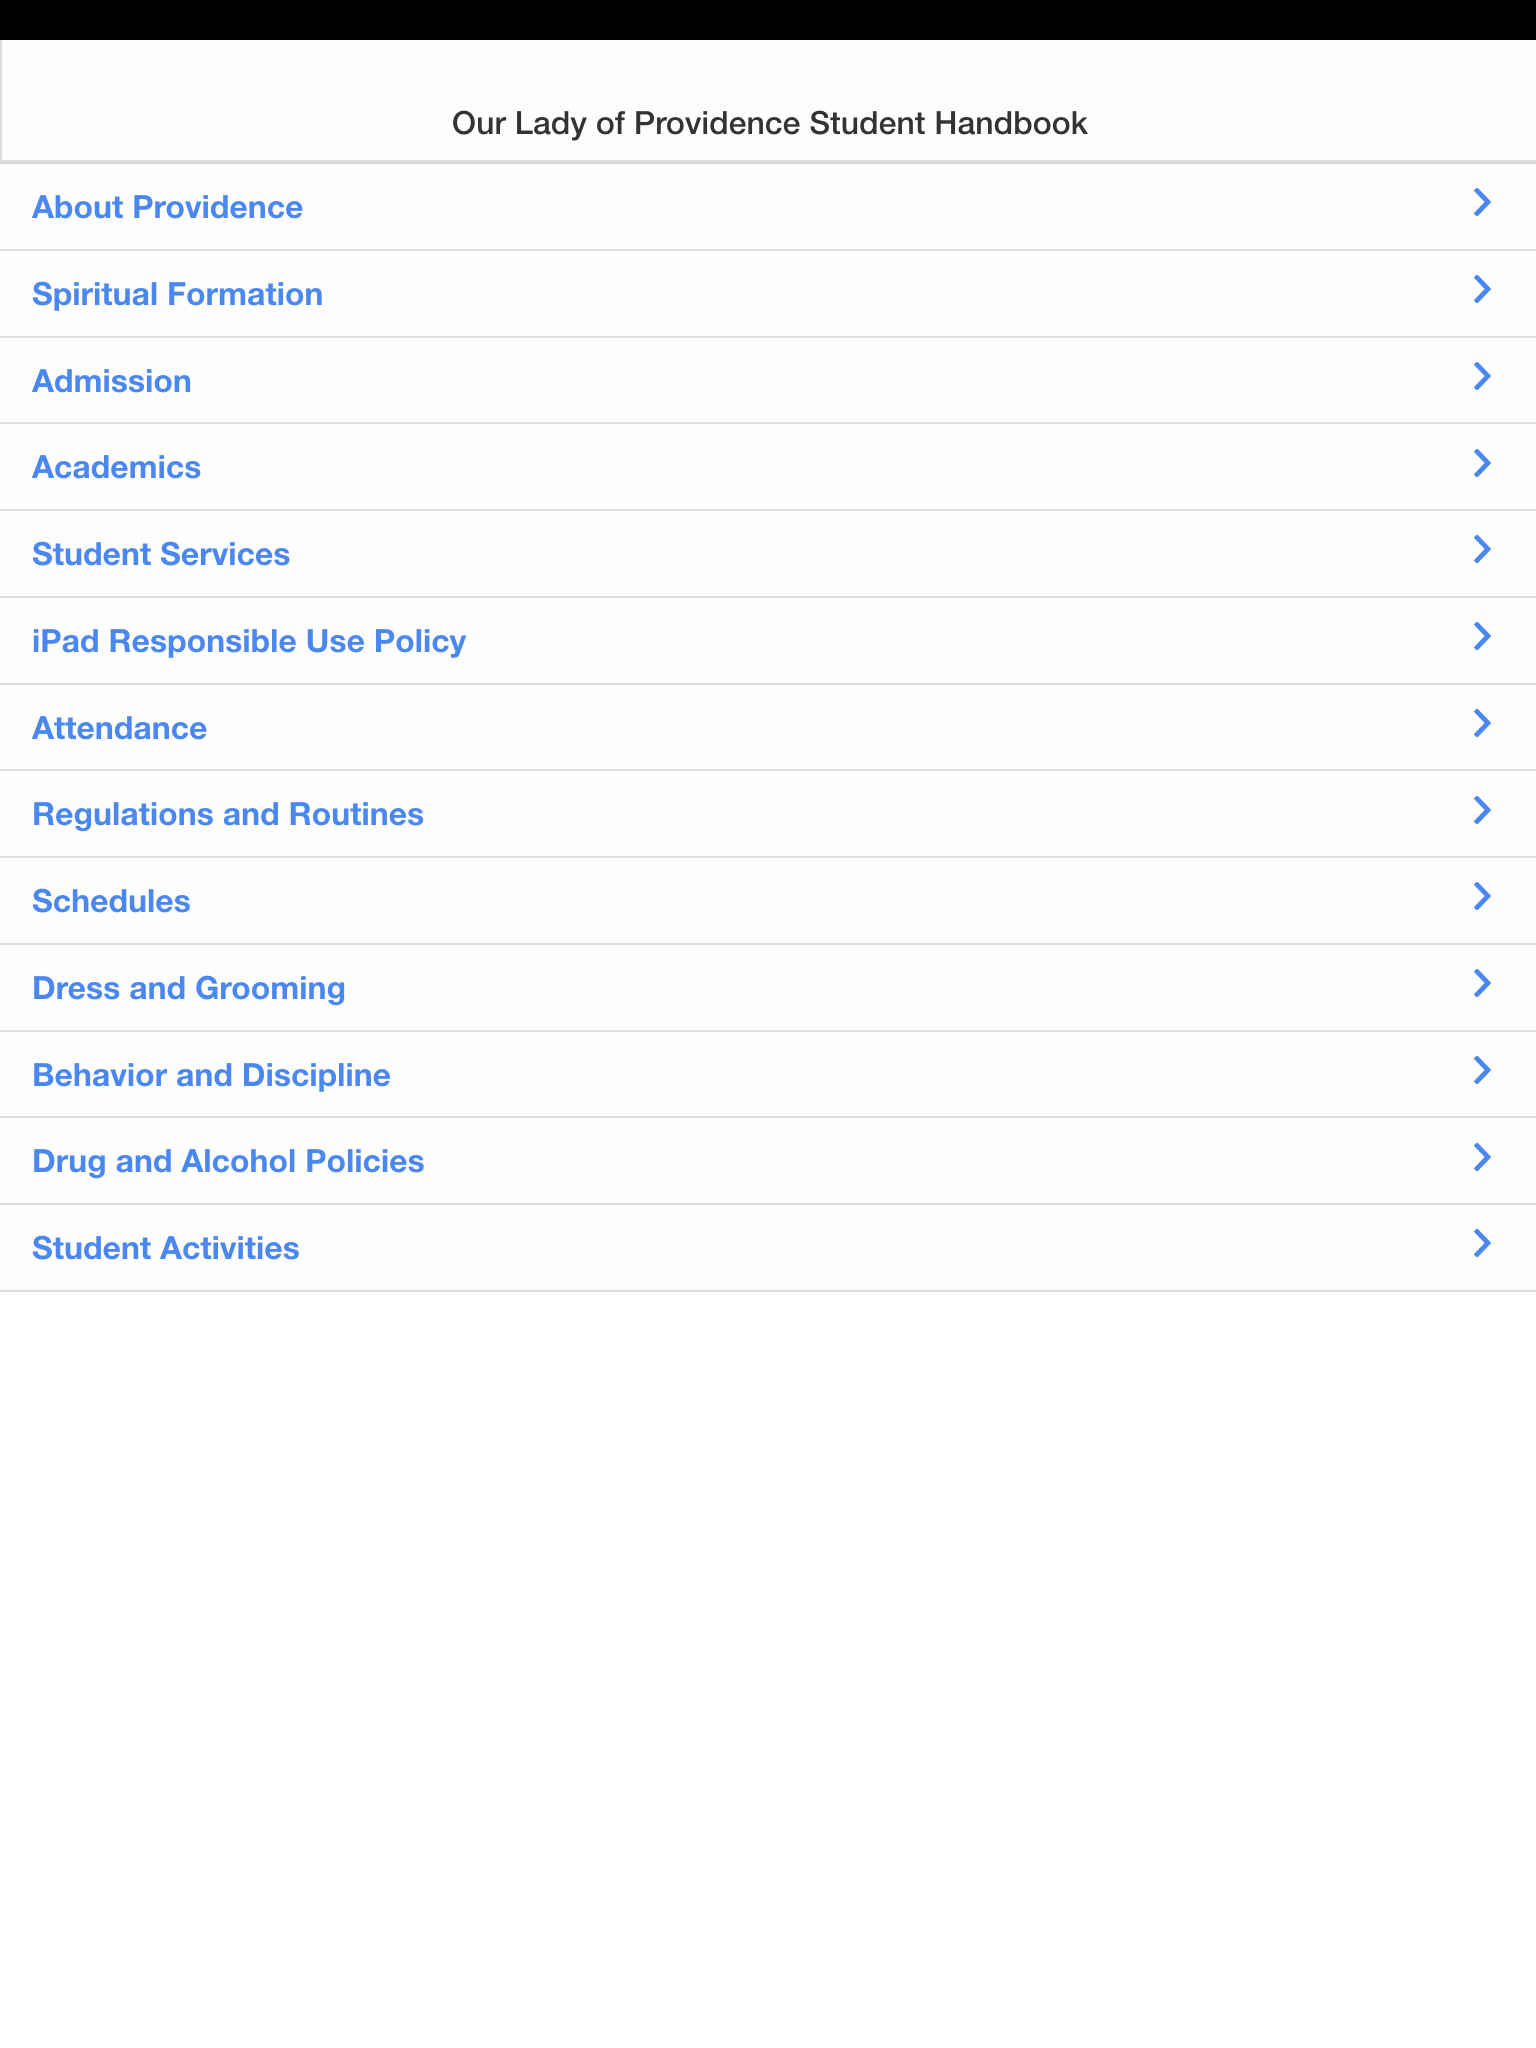 Our Lady of Providence Student Handbook
About Providence
Spiritual Formation
Admission
Academics
Student Services
iPad Responsible Use Policy
Attendance
Regulations and Routines
Schedules
Dress and Grooming
Behavior and Discipline
Drug and Alcohol Policies
Student Activities